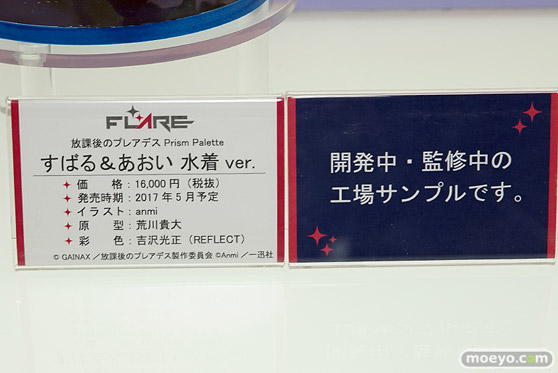 FLARE
放課後のプレアデス Prism Palette
すばる&あおい 水着 ver.
価　　格：16,000円（税抜）
発売時期：2017年5月予定
イラスト：anmi
原　　型：荒川貴大
彩　　色：吉沢光正（REFLECT）
© GAINAX／放課後のプレアデス製作委員会 ©Anmi／一迅社
開発中・監修中の
工場サンプルです。
moeyo.com